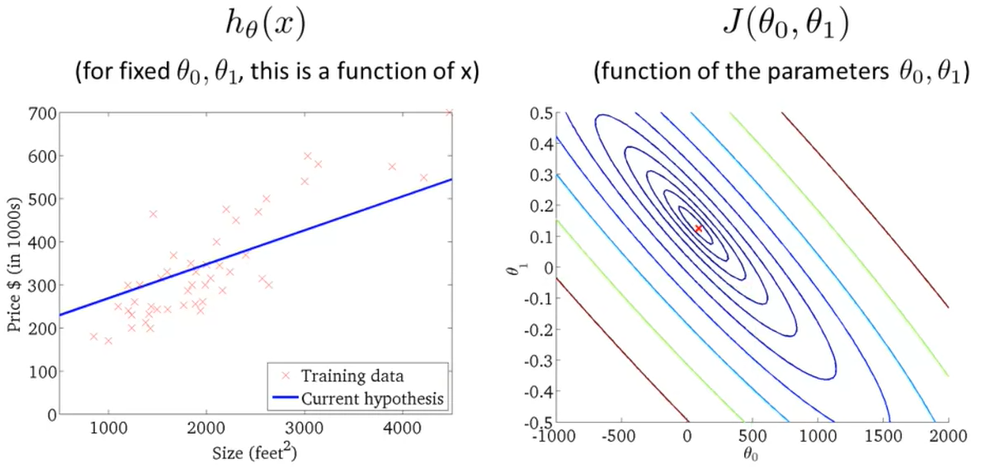 hθ(x)
(for fixed θ0, θ1, this is a function of x)
700
600
500
400
300
200
100
0
Price $ (in 1000s)
1000 2000 3000 4000
Size (feet²)
Training data
Current hypothesis
J(θ0, θ1)
(function of the parameters θ0, θ1)
0.5
0.4
0.3
0.2
0.1
0
-0.1
-0.2
-0.3
-0.4
-0.5
θ1
-1000 -500 0 500 1000 1500 2000
θ0